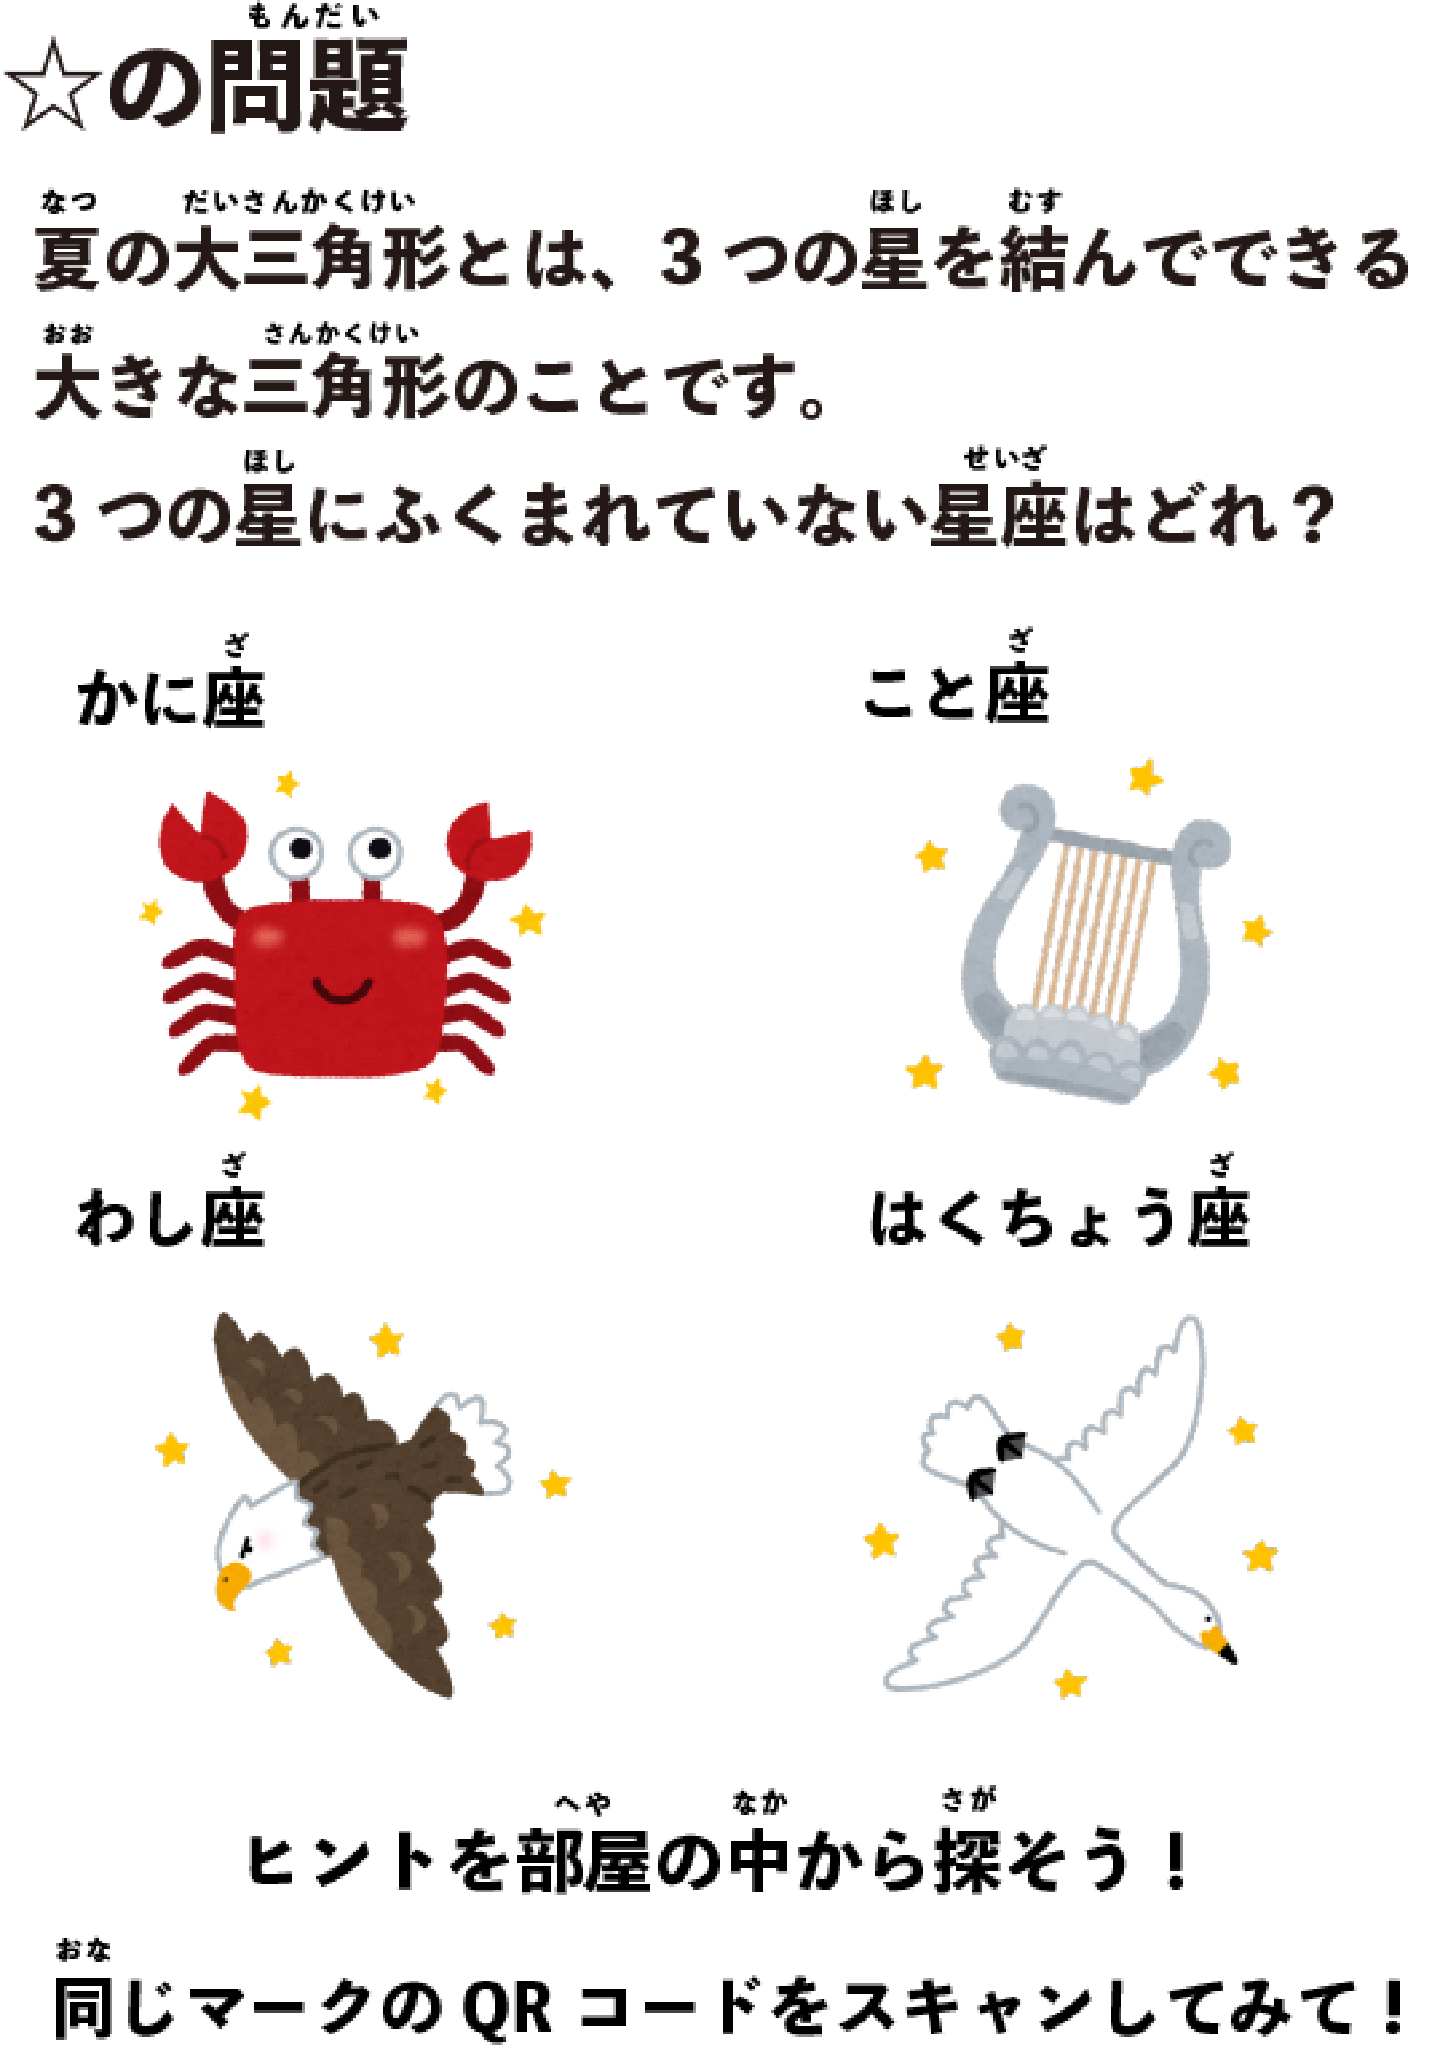 もんだい
☆の問題
なつ だいさんかくけい ほし むす
夏の大三角形とは、3つの星を結んでできる
おお さんかくけい
大きな三角形のことです。
ほし せいざ
3つの星にふくまれていない星座はどれ？
ざ ざ
かに座 こと座
ざ ざ
わし座 はくちょう座
へや なか さが
ヒントを部屋の中から探そう！
おな
同じマークのQRコードをスキャンしてみて！